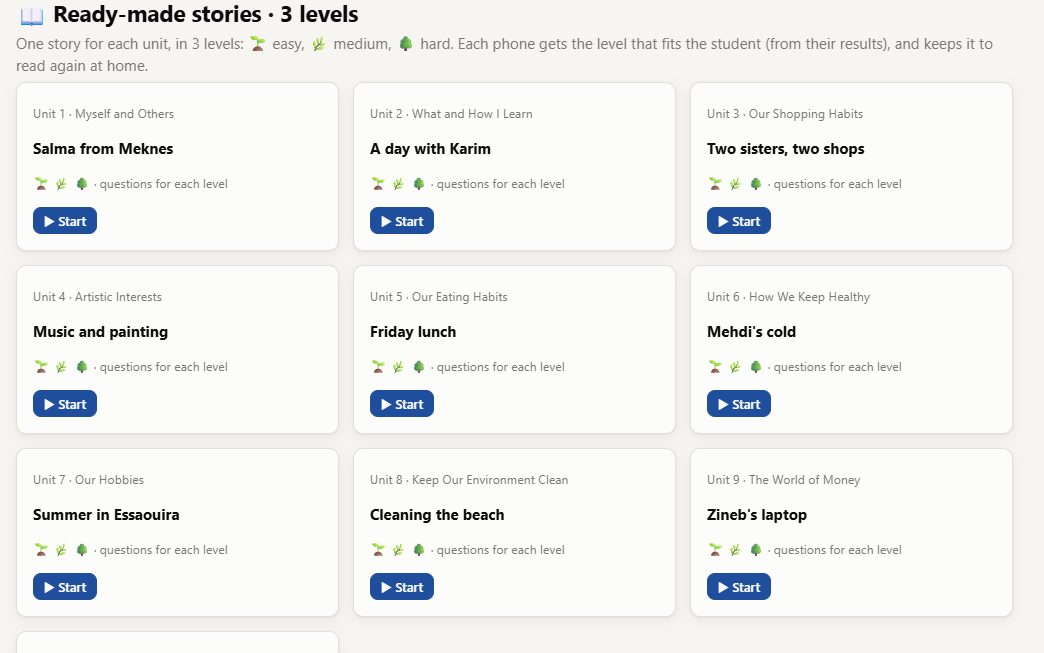 📖 Ready-made stories · 3 levels
One story for each unit, in 3 levels: 🌱 easy, 🌿 medium, 🌳 hard. Each phone gets the level that fits the student (from their results), and keeps it to
read again at home.
Unit 1 · Myself and Others
Salma from Meknes
🌱 🌿 🌳 · questions for each level
▶ Start
Unit 2 · What and How I Learn
A day with Karim
🌱 🌿 🌳 · questions for each level
▶ Start
Unit 3 · Our Shopping Habits
Two sisters, two shops
🌱 🌿 🌳 · questions for each level
▶ Start
Unit 4 · Artistic Interests
Music and painting
🌱 🌿 🌳 · questions for each level
▶ Start
Unit 5 · Our Eating Habits
Friday lunch
🌱 🌿 🌳 · questions for each level
▶ Start
Unit 6 · How We Keep Healthy
Mehdi's cold
🌱 🌿 🌳 · questions for each level
▶ Start
Unit 7 · Our Hobbies
Summer in Essaouira
🌱 🌿 🌳 · questions for each level
▶ Start
Unit 8 · Keep Our Environment Clean
Cleaning the beach
🌱 🌿 🌳 · questions for each level
▶ Start
Unit 9 · The World of Money
Zineb's laptop
🌱 🌿 🌳 · questions for each level
▶ Start